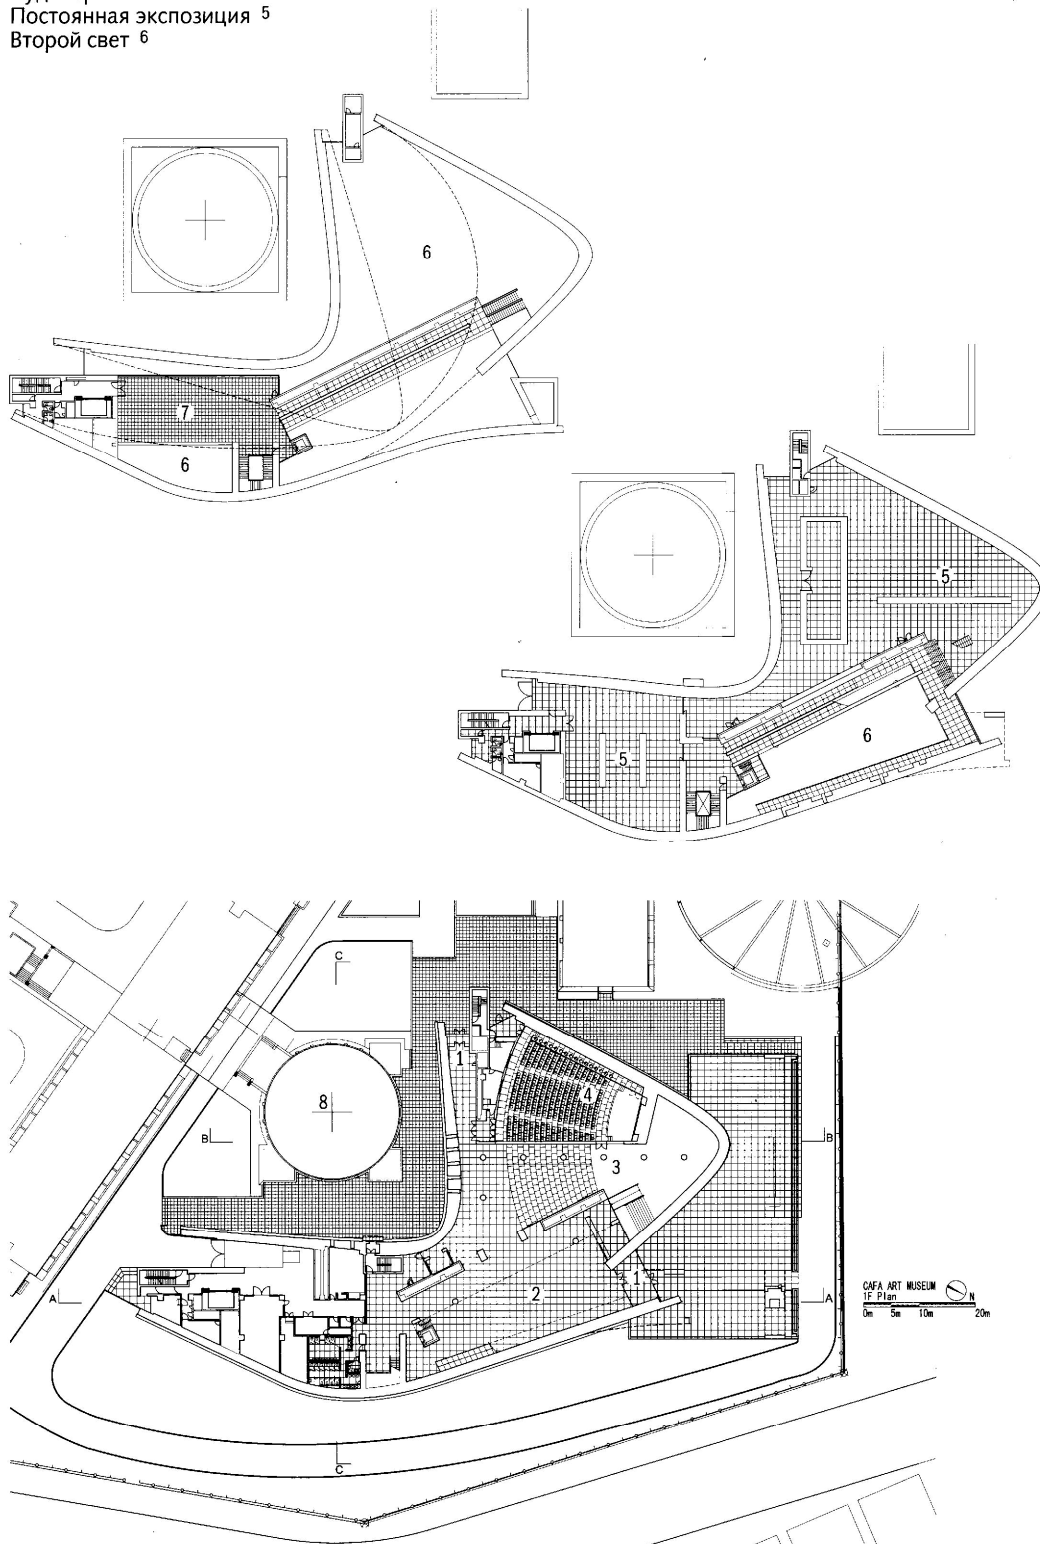 Постоянная экспозиция 5
Второй свет 6
6
7
6
5
5
6
C
1
4
8
B
B
3
2
1
A
A
CAFA ART MUSEUM
1F Plan
N
0m 5m 10m 20m
C